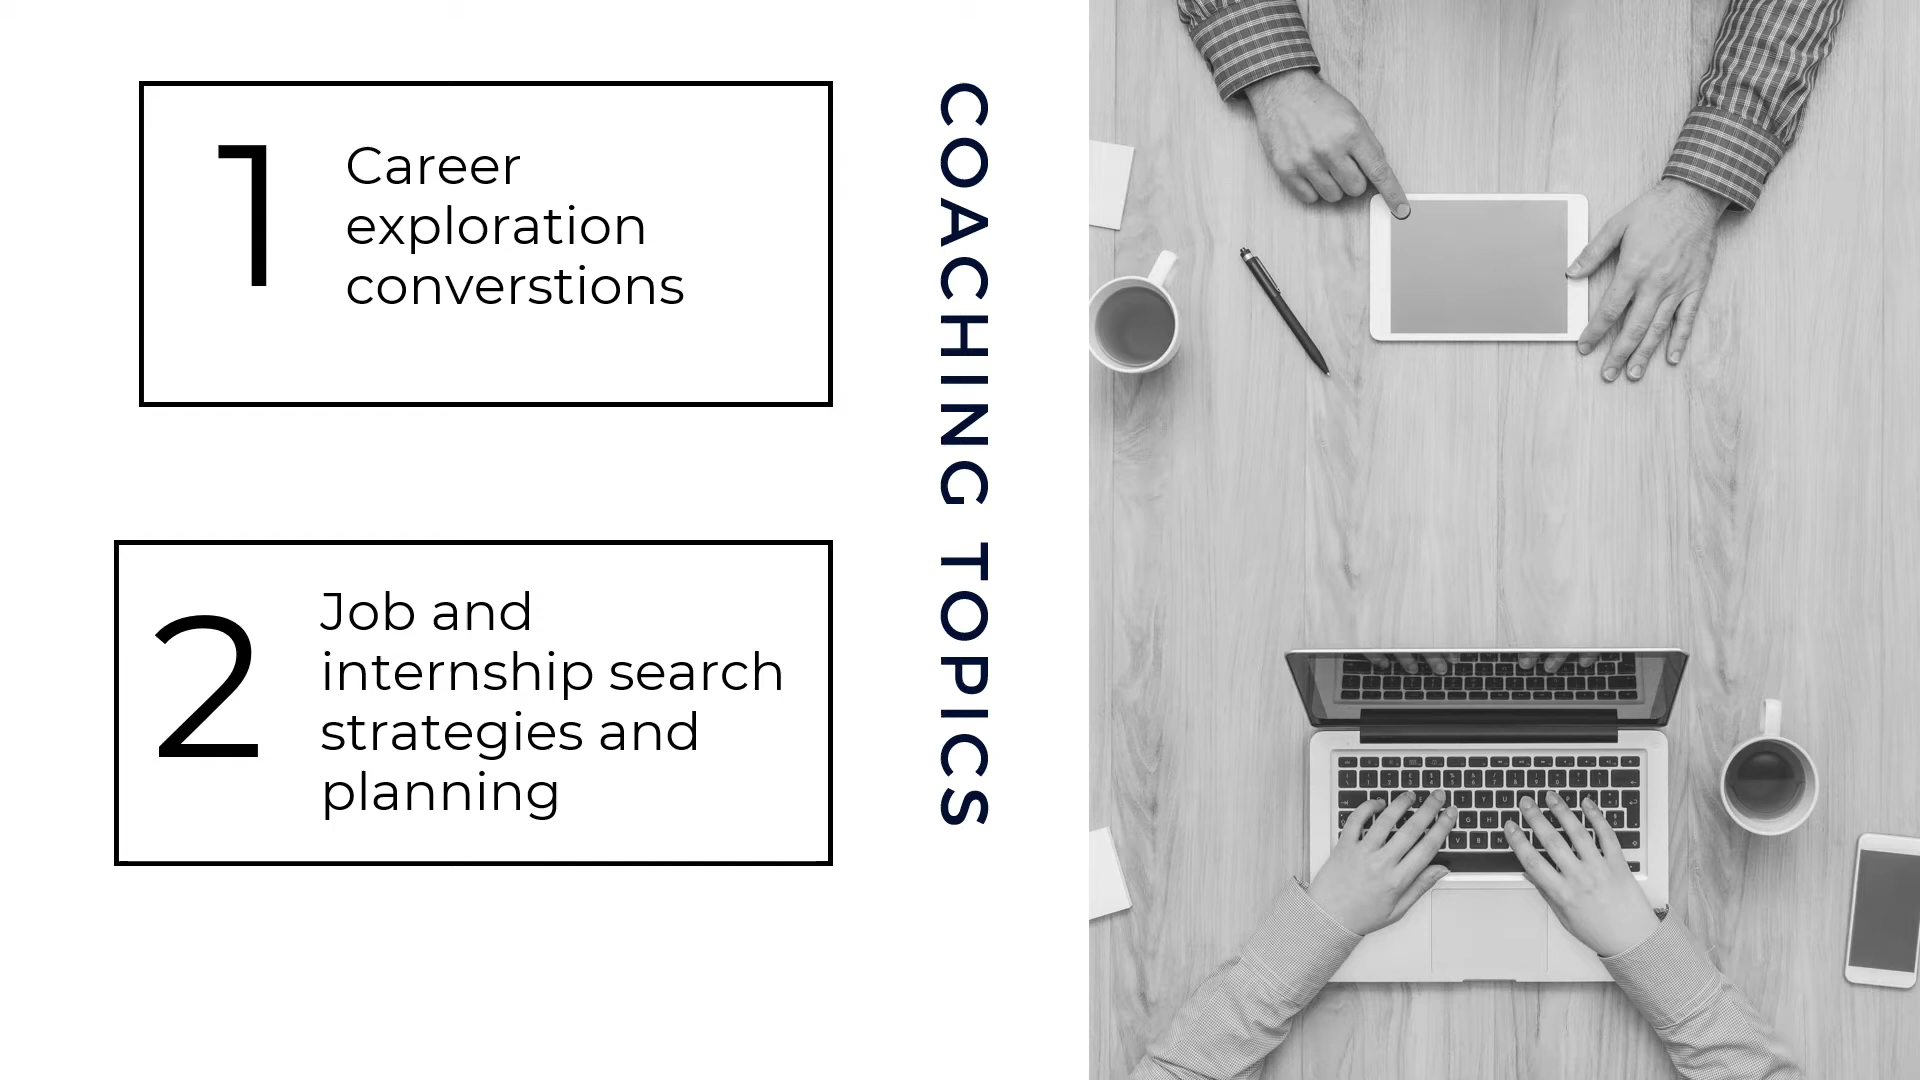 1
Career
exploration
converstions
2
Job and
internship search
strategies and
planning
COACHING TOPICS